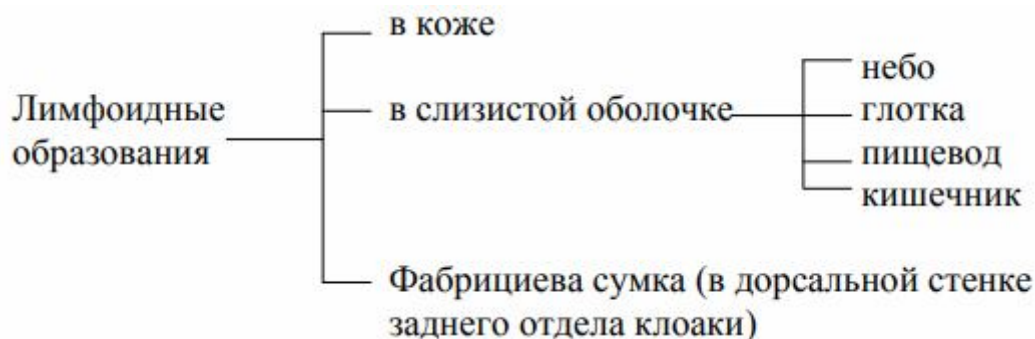 в коже
Лимфоидные
образования
в слизистой оболочке
небо
глотка
пищевод
кишечник
Фабрициева сумка (в дорсальной стенке
заднего отдела клоаки)